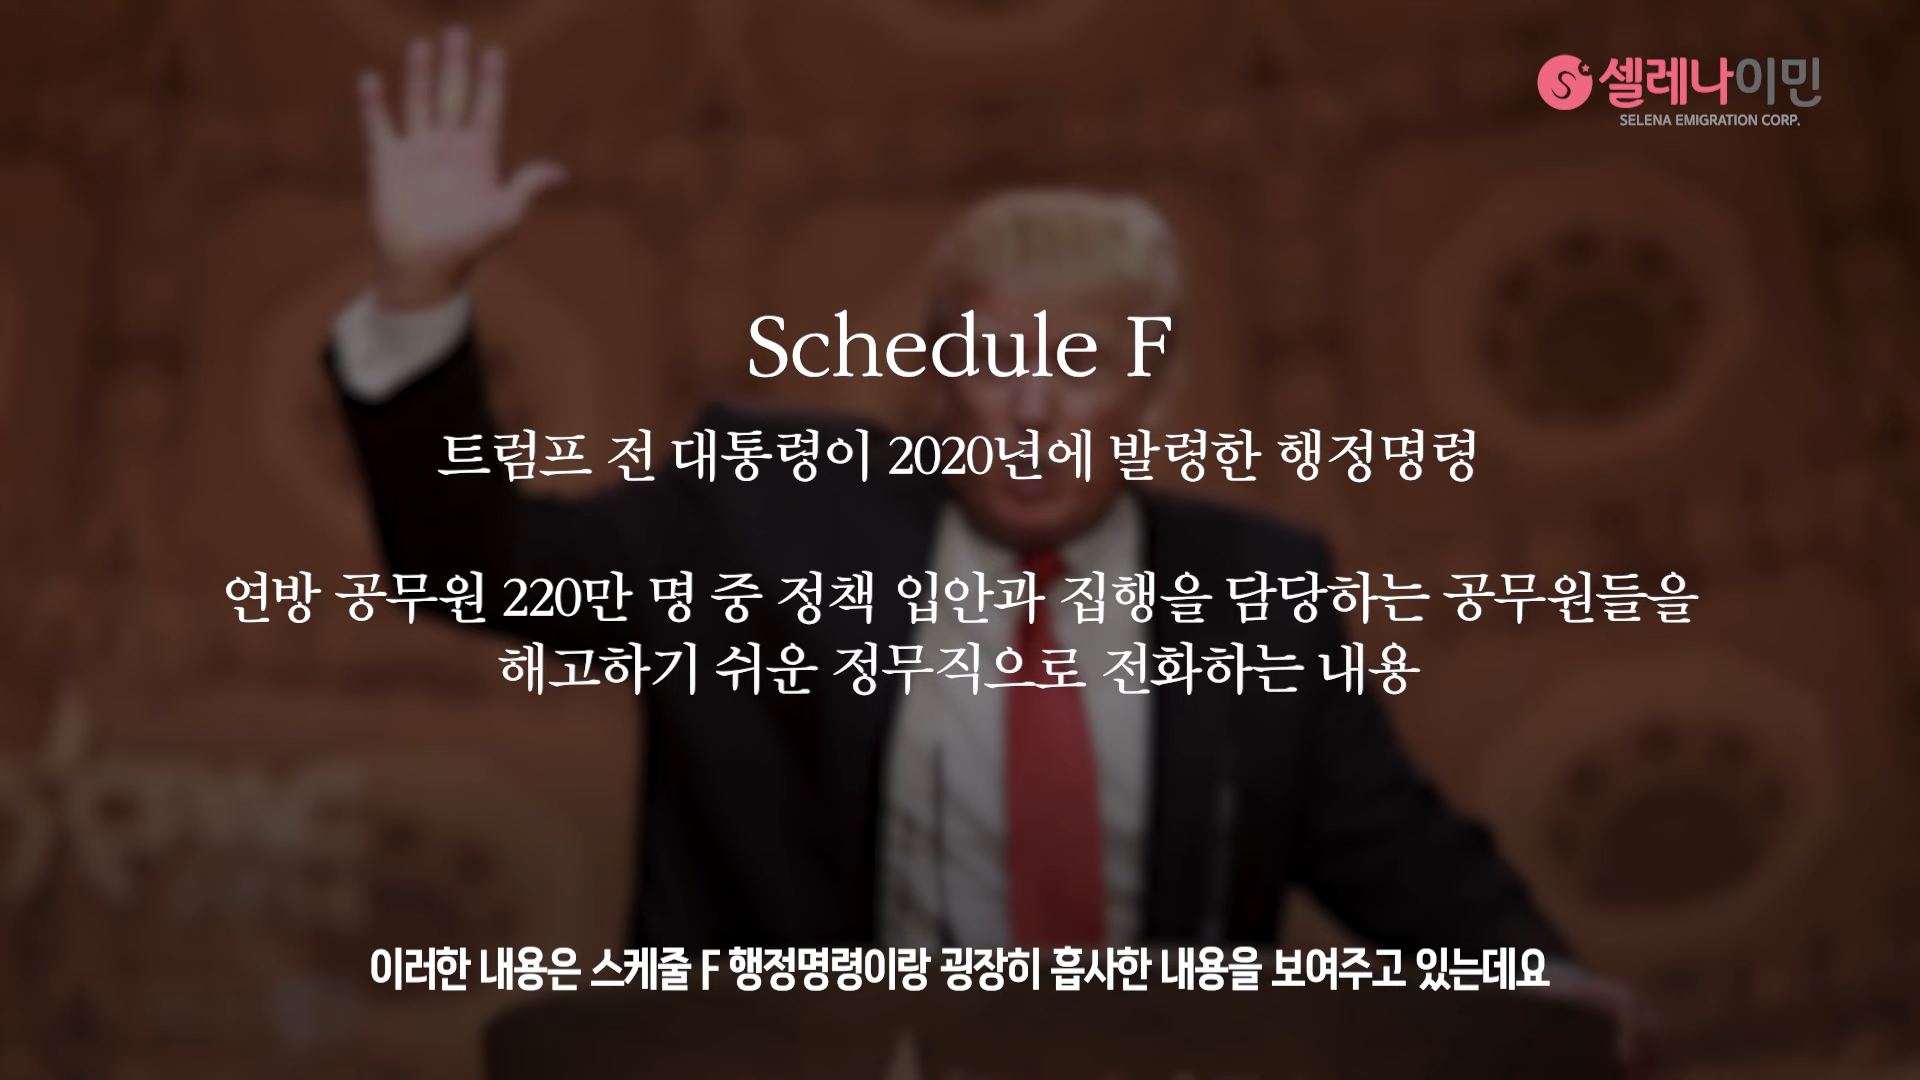 셀레나이민
SELENA EMIGRATION CORP.
Schedule F
트럼프 전 대통령이 2020년에 발령한 행정명령
연방 공무원 220만 명 중 정책 입안과 집행을 담당하는 공무원들을
해고하기 쉬운 정무직으로 전화하는 내용
이러한 내용은 스케줄 F 행정명령이랑 굉장히 흡사한 내용을 보여주고 있는데요